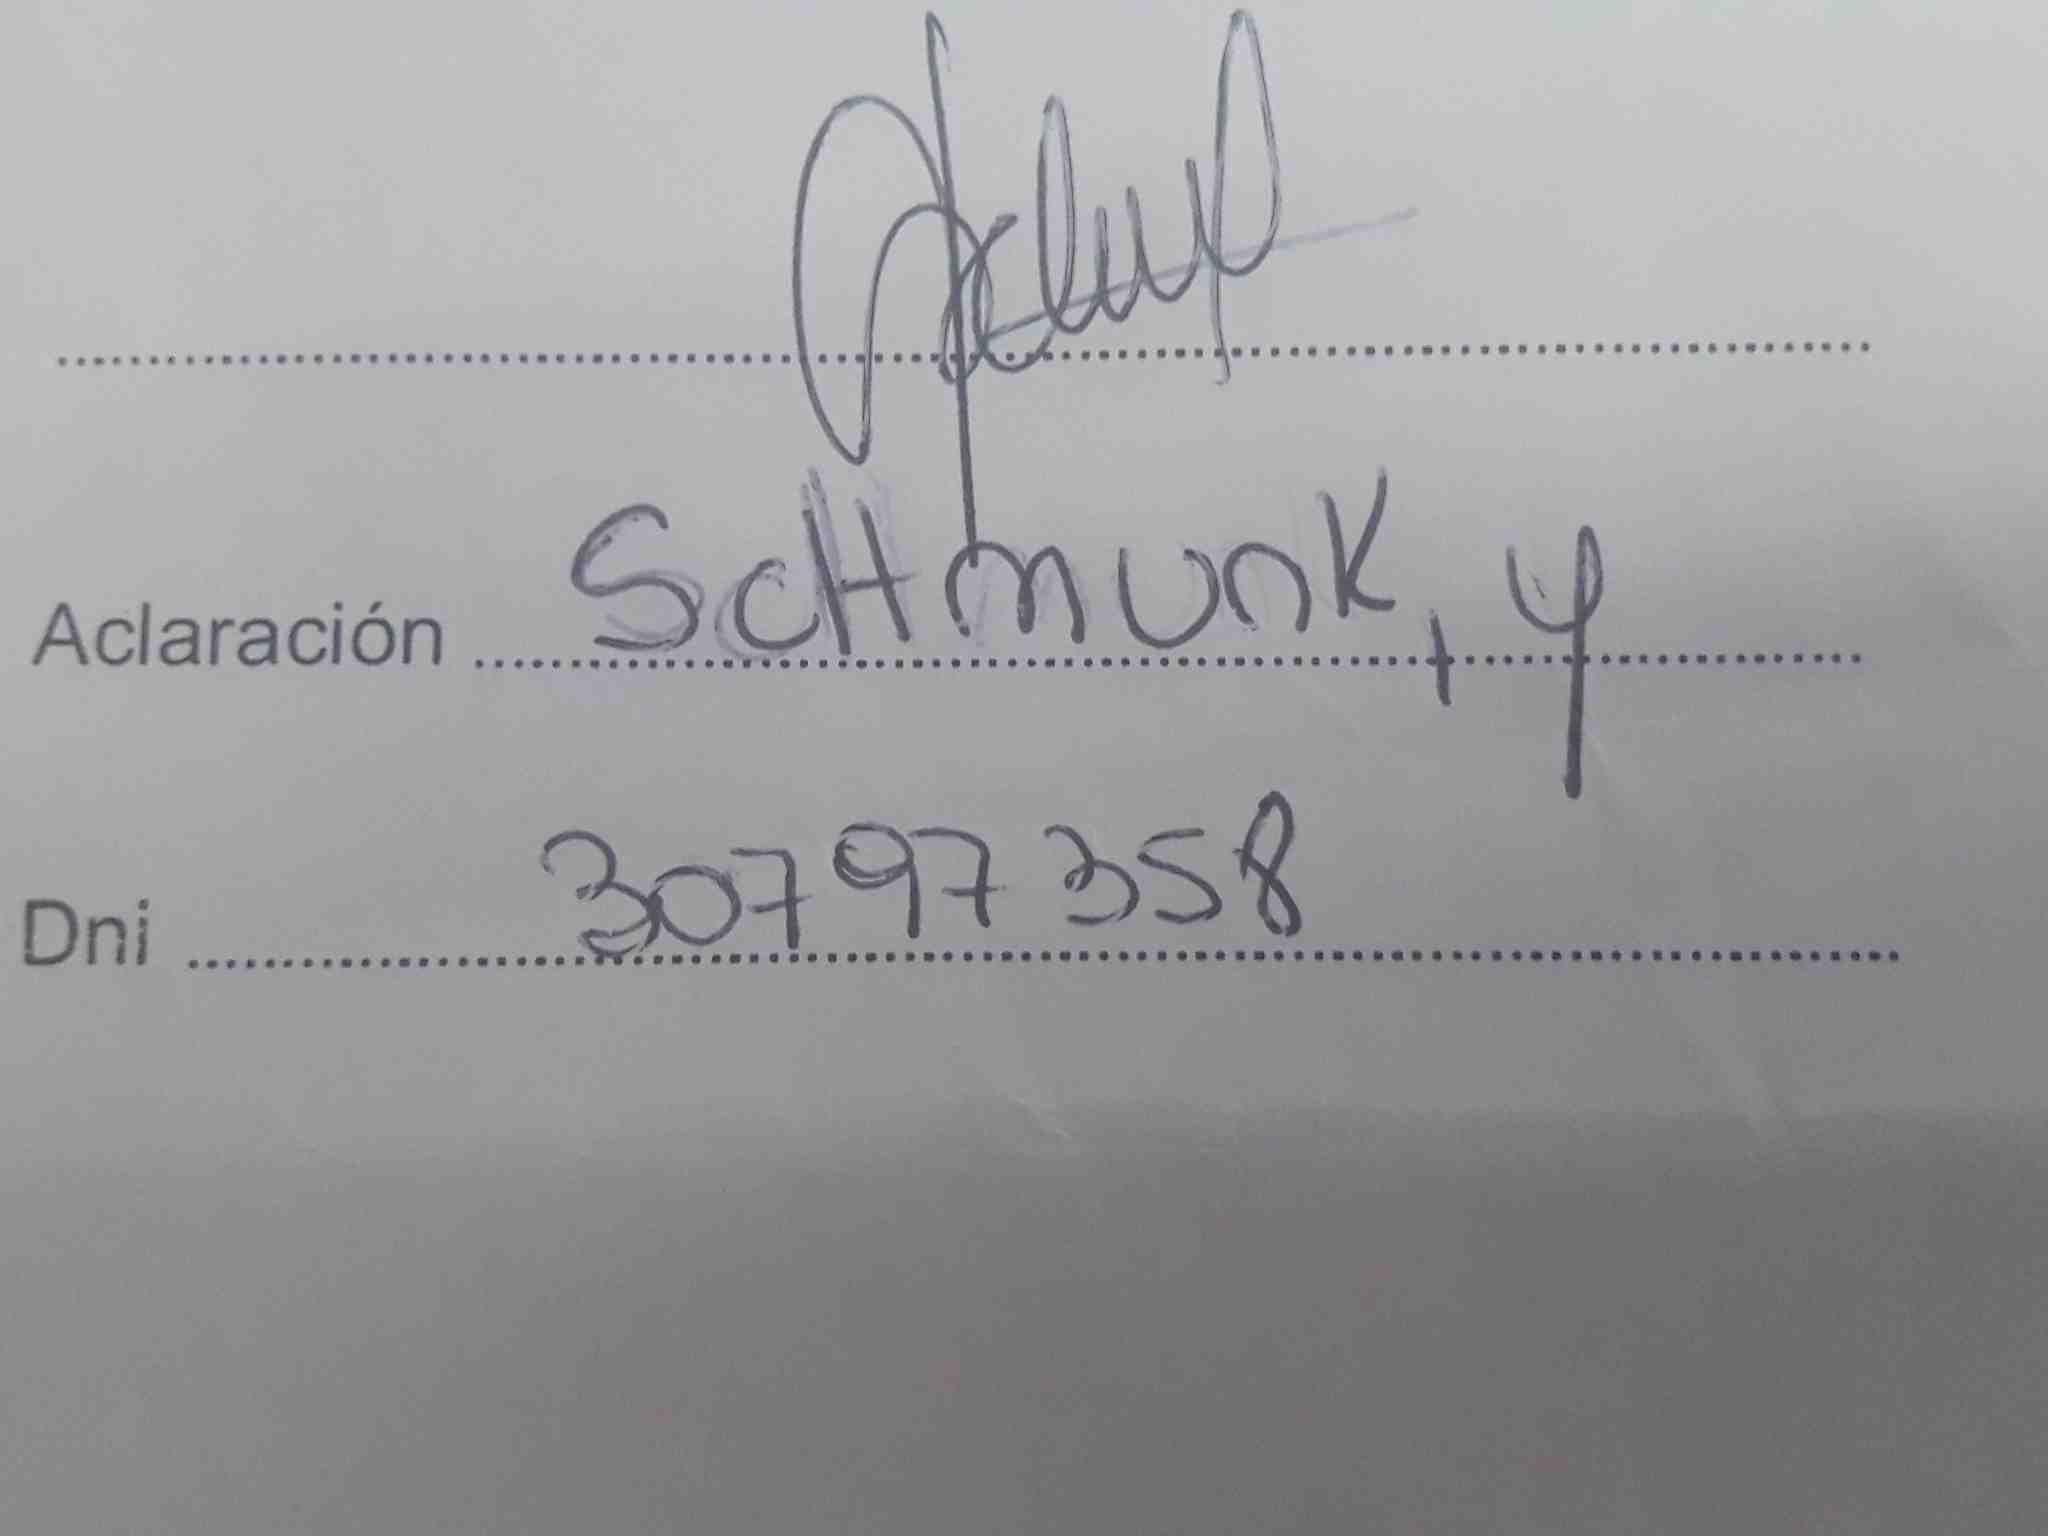 Aclaración ScHmunK, y
Dni 30797358